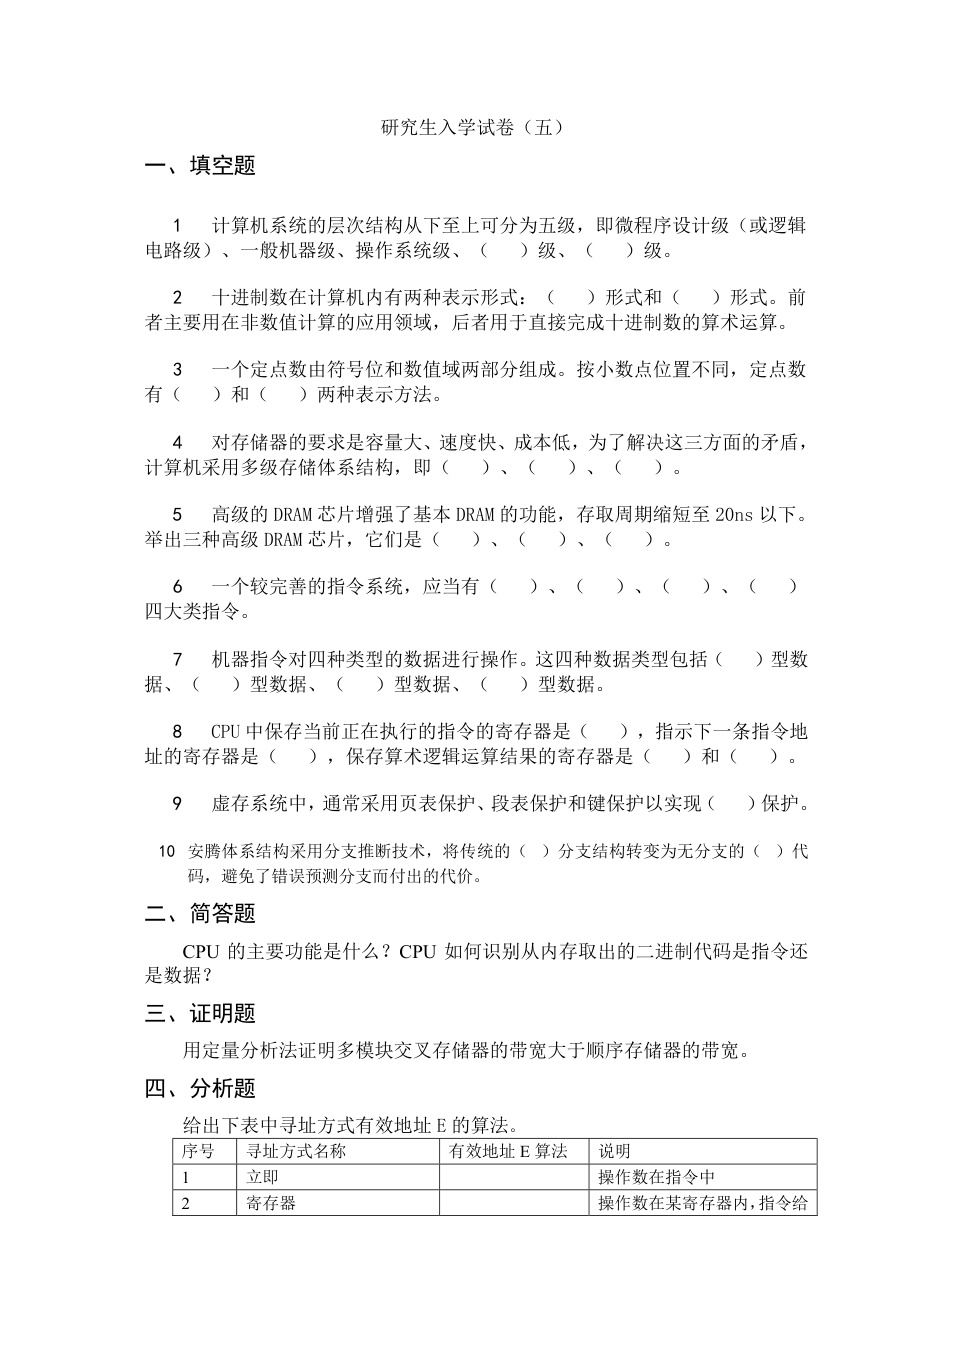 研究生入学试卷（五）
一、填空题
1 计算机系统的层次结构从下至上可分为五级，即微程序设计级（或逻辑
电路级）、一般机器级、操作系统级、（ ）级、（ ）级。
2 十进制数在计算机内有两种表示形式：（ ）形式和（ ）形式。前
者主要用在非数值计算的应用领域，后者用于直接完成十进制数的算术运算。
3 一个定点数由符号位和数值域两部分组成。按小数点位置不同，定点数
有（ ）和（ ）两种表示方法。
4 对存储器的要求是容量大、速度快、成本低，为了解决这三方面的矛盾，
计算机采用多级存储体系结构，即（ ）、（ ）、（ ）。
5 高级的 DRAM 芯片增强了基本 DRAM 的功能，存取周期缩短至 20ns 以下。
举出三种高级 DRAM 芯片，它们是（ ）、（ ）、（ ）。
6 一个较完善的指令系统，应当有（ ）、（ ）、（ ）、（ ）
四大类指令。
7 机器指令对四种类型的数据进行操作。这四种数据类型包括（ ）型数
据、（ ）型数据、（ ）型数据、（ ）型数据。
8 CPU 中保存当前正在执行的指令的寄存器是（ ），指示下一条指令地
址的寄存器是（ ），保存算术逻辑运算结果的寄存器是（ ）和（ ）。
9 虚存系统中，通常采用页表保护、段表保护和键保护以实现（ ）保护。
10 安腾体系结构采用分支推断技术，将传统的（ ）分支结构转变为无分支的（ ）代
码，避免了错误预测分支而付出的代价。
二、简答题
CPU 的主要功能是什么？CPU 如何识别从内存取出的二进制代码是指令还
是数据？
三、证明题
用定量分析法证明多模块交叉存储器的带宽大于顺序存储器的带宽。
四、分析题
给出下表中寻址方式有效地址 E 的算法。
序号 寻址方式名称 有效地址 E 算法 说明
1 立即 操作数在指令中
2 寄存器 操作数在某寄存器内，指令给